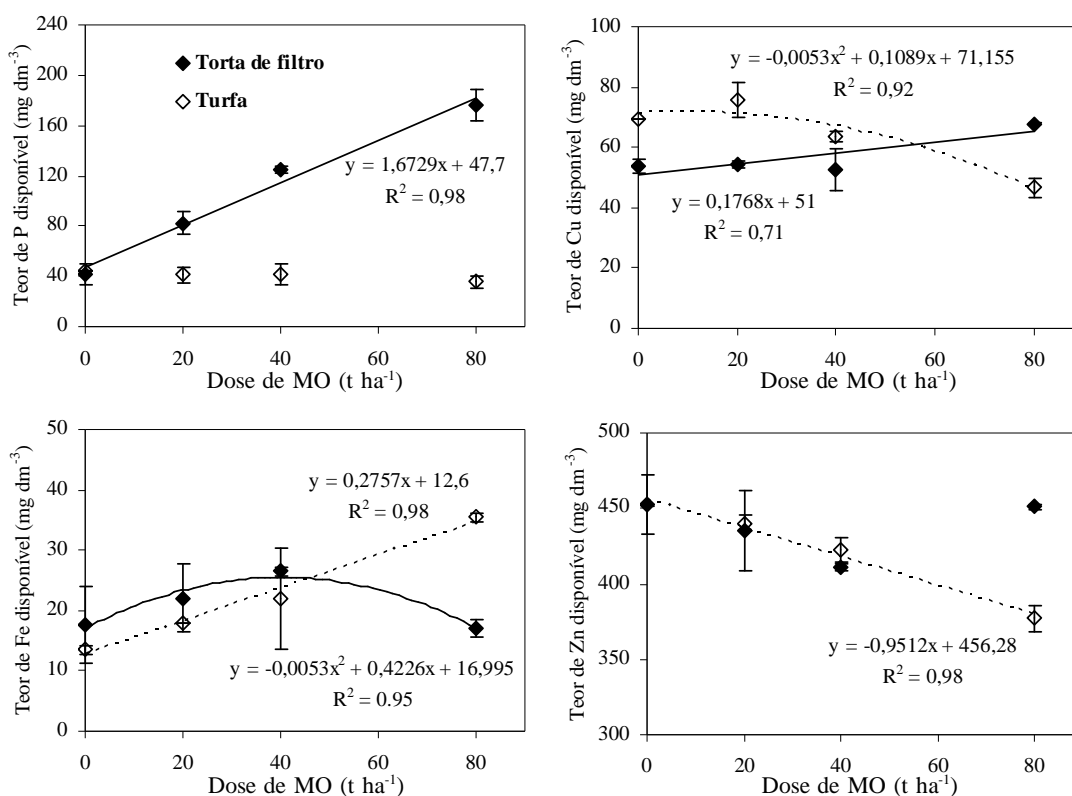 Teor de P disponível (mg dm⁻³)
240
200
160
120
80
40
0
Torta de filtro
Turfa
y = 1,6729x + 47,7
R² = 0,98
0 20 40 60 80
Dose de MO (t ha⁻¹)
Teor de Cu disponível (mg dm⁻³)
100
80
60
40
20
0
y = -0,0053x² + 0,1089x + 71,155
R² = 0,92
y = 0,1768x + 51
R² = 0,71
0 20 40 60 80
Dose de MO (t ha⁻¹)
Teor de Fe disponível (mg dm⁻³)
50
40
30
20
10
0
y = 0,2757x + 12,6
R² = 0,98
y = -0,0053x² + 0,4226x + 16,995
R² = 0.95
0 20 40 60 80
Dose de MO (t ha⁻¹)
Teor de Zn disponível (mg dm⁻³)
500
450
400
350
300
y = -0,9512x + 456,28
R² = 0,98
0 20 40 60 80
Dose de MO (t ha⁻¹)